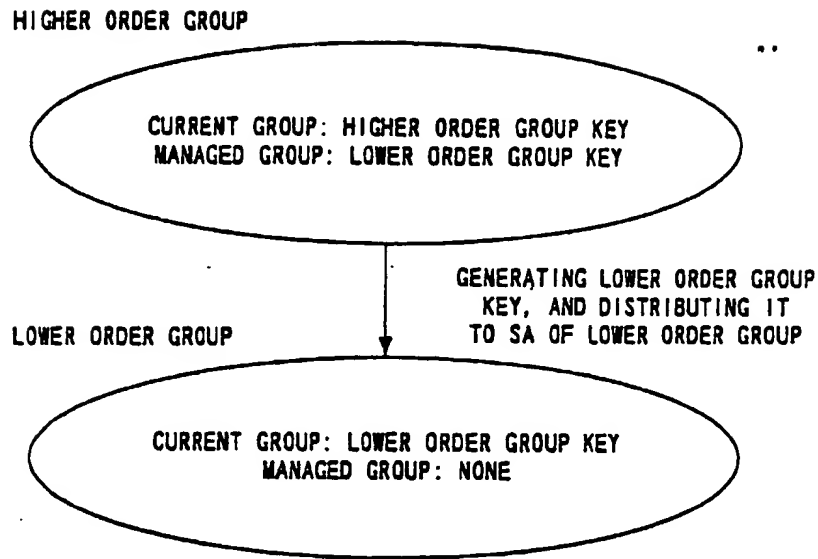 HIGHER ORDER GROUP
CURRENT GROUP: HIGHER ORDER GROUP KEY
MANAGED GROUP: LOWER ORDER GROUP KEY
GENERATING LOWER ORDER GROUP
KEY, AND DISTRIBUTING IT
TO SA OF LOWER ORDER GROUP
LOWER ORDER GROUP
CURRENT GROUP: LOWER ORDER GROUP KEY
MANAGED GROUP: NONE